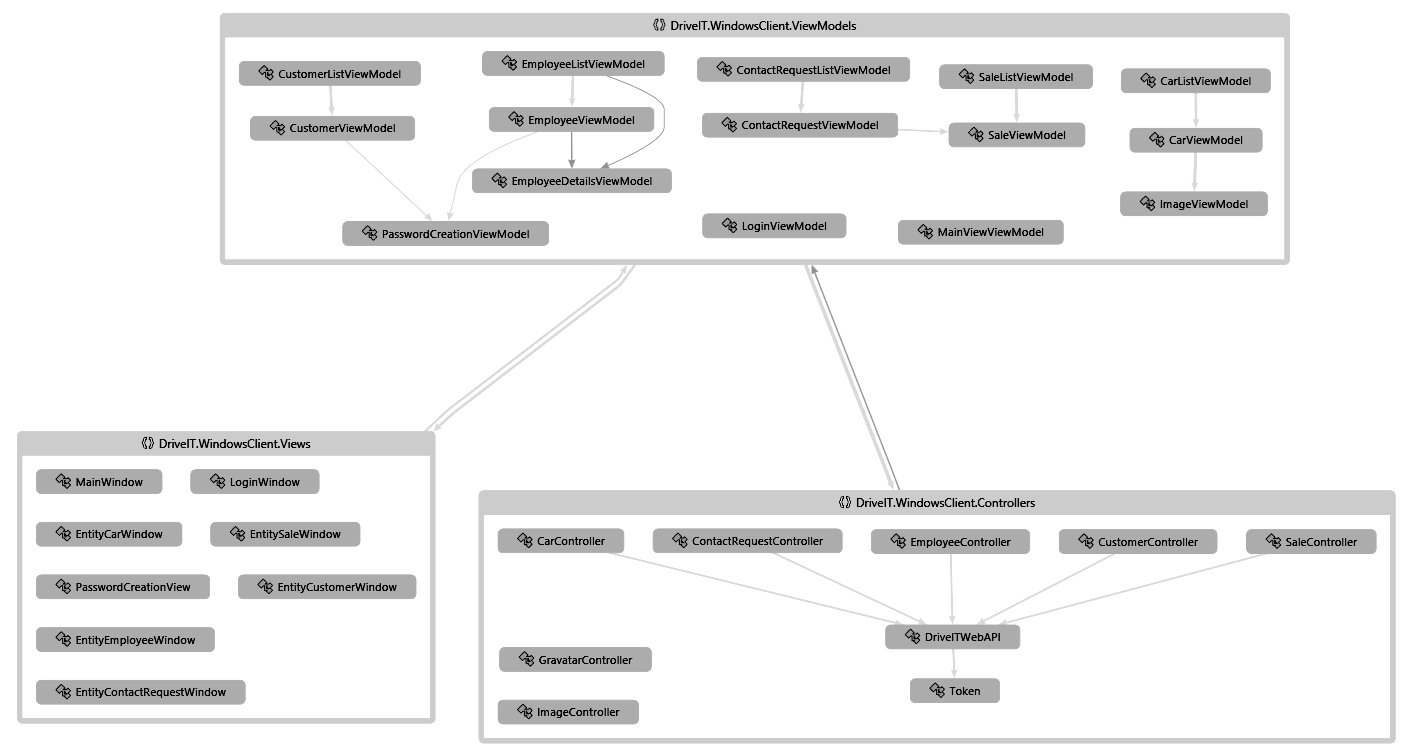 DriveIT.WindowsClient.ViewModels
CustomerListViewModel
EmployeeListViewModel
ContactRequestListViewModel
SaleListViewModel
CarListViewModel
CustomerViewModel
EmployeeViewModel
ContactRequestViewModel
SaleViewModel
CarViewModel
EmployeeDetailsViewModel
ImageViewModel
PasswordCreationViewModel
LoginViewModel
MainViewViewModel
DriveIT.WindowsClient.Views
MainWindow
LoginWindow
EntityCarWindow
EntitySaleWindow
PasswordCreationView
EntityCustomerWindow
EntityEmployeeWindow
EntityContactRequestWindow
DriveIT.WindowsClient.Controllers
CarController
ContactRequestController
EmployeeController
CustomerController
SaleController
DriveITWebAPI
GravatarController
Token
ImageController